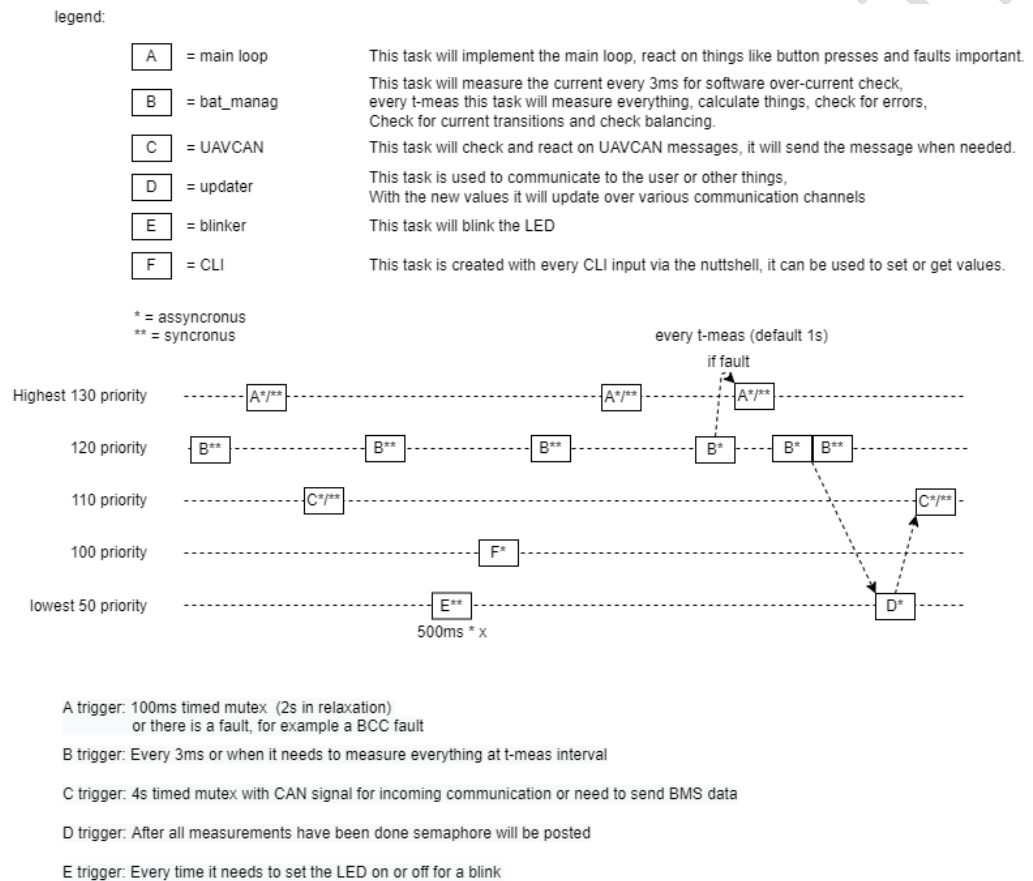 legend:
A = main loop This task will implement the main loop, react on things like button presses and faults important.
B = bat_manag This task will measure the current every 3ms for software over-current check,
every t-meas this task will measure everything, calculate things, check for errors,
Check for current transitions and check balancing.
C = UAVCAN This task will check and react on UAVCAN messages, it will send the message when needed.
D = updater This task is used to communicate to the user or other things,
With the new values it will update over various communication channels
E = blinker This task will blink the LED
F = CLI This task is created with every CLI input via the nuttshell, it can be used to set or get values.
* = assyncronus
** = syncronus
every t-meas (default 1s)
if fault
Highest 130 priority A*/** A*/** A*/**
120 priority B** B** B** B* B* B**
110 priority C*/** C*/**
100 priority F*
lowest 50 priority E** D*
500ms * x
A trigger: 100ms timed mutex (2s in relaxation)
or there is a fault, for example a BCC fault
B trigger: Every 3ms or when it needs to measure everything at t-meas interval
C trigger: 4s timed mutex with CAN signal for incoming communication or need to send BMS data
D trigger: After all measurements have been done semaphore will be posted
E trigger: Every time it needs to set the LED on or off for a blink